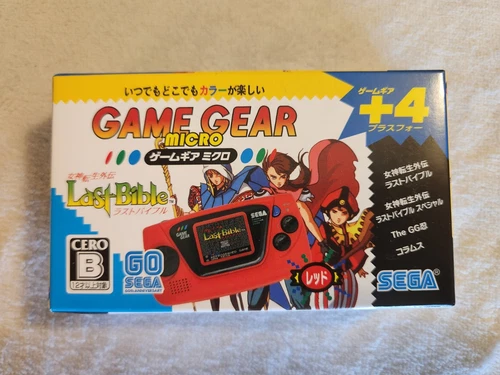 いつでもどこでもカラーが楽しい
GAME GEAR
MICRO
ゲームギア ミクロ
女神転生外伝
Last Bible
ラストバイブル
CERO
B
12才以上対象
GO
SEGA
GAME GEAR
SEGA
Last Bible
レッド
ゲームギア
+4
プラスフォー
女神転生外伝
ラストバイブル
女神転生外伝
ラストバイブル スペシャル
The GG忍
コラムス
SEGA